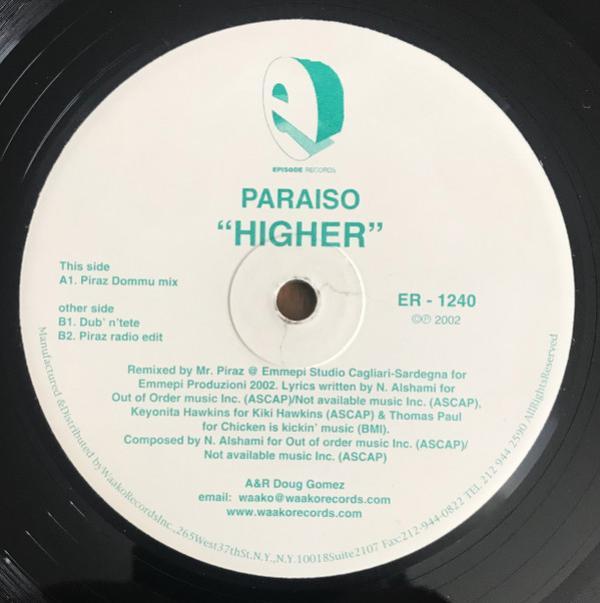 e
EPISODE RECORDS
PARAISO
“HIGHER”
This side
A1. Piraz Dommu mix
other side
B1. Dub' n'tete
B2. Piraz radio edit
ER - 1240
©℗ 2002
Remixed by Mr. Piraz @ Emmepi Studio Cagliari-Sardegna for
Emmepi Produzioni 2002. Lyrics written by N. Alshami for
Out of Order music Inc. (ASCAP)/Not available music Inc. (ASCAP),
Keyonita Hawkins for Kiki Hawkins (ASCAP) & Thomas Paul
for Chicken is kickin' music (BMI).
Composed by N. Alshami for Out of order music Inc. (ASCAP)/
Not available music Inc. (ASCAP)
A&R Doug Gomez
email: waako@waakorecords.com
www.waakorecords.com
Manufactured &Distributed byWaakoRecordsInc.,265West37thSt.N.Y.,N.Y.10018Suite2107 Fax:212-944-0822 TEL 212 944 2590 AllRightsReserved